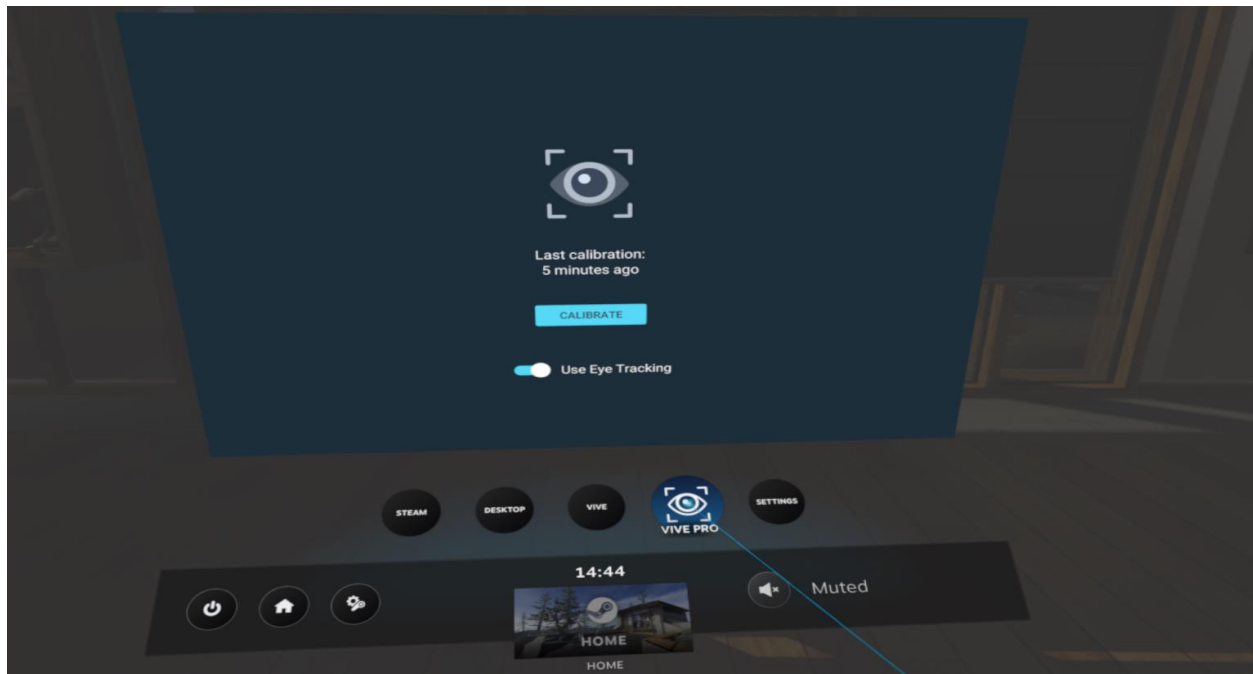 Last calibration:
5 minutes ago
CALIBRATE
Use Eye Tracking
STEAM
DESKTOP
VIVE
VIVE PRO
SETTINGS
14:44
Muted
HOME
HOME